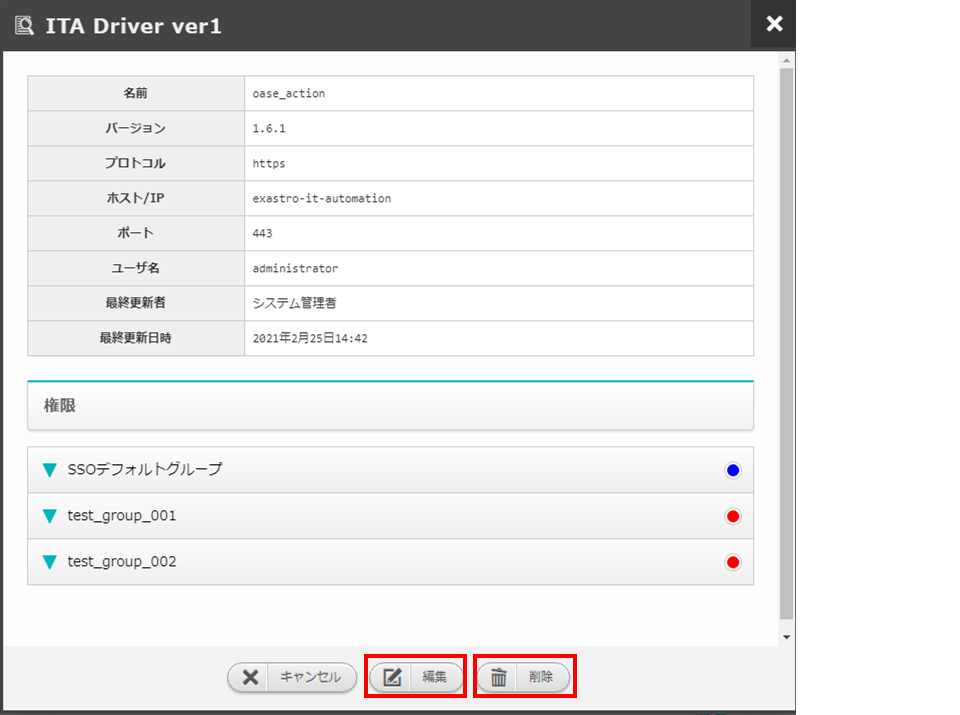 ITA Driver ver1
名前 oase_action
バージョン 1.6.1
プロトコル https
ホスト/IP exastro-it-automation
ポート 443
ユーザ名 administrator
最終更新者 システム管理者
最終更新日時 2021年2月25日14:42
権限
SSOデフォルトグループ
test_group_001
test_group_002
キャンセル 編集 削除